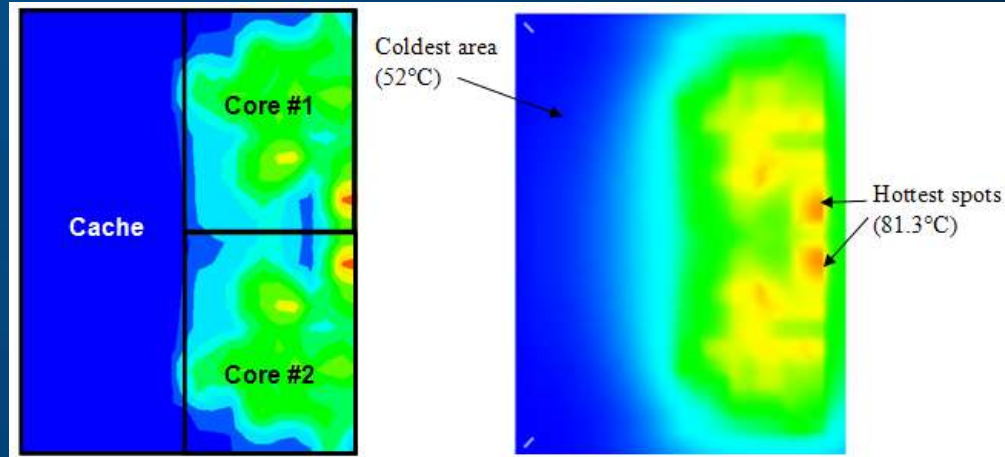 Core #1
Cache
Core #2
Coldest area
(52°C)
Hottest spots
(81.3°C)